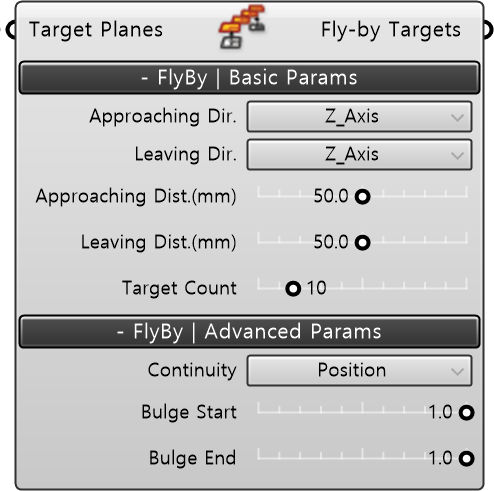 Target Planes Fly-by Targets
- FlyBy | Basic Params
Approaching Dir. Z_Axis
Leaving Dir. Z_Axis
Approaching Dist.(mm) 50.0
Leaving Dist.(mm) 50.0
Target Count 10
- FlyBy | Advanced Params
Continuity Position
Bulge Start 1.0
Bulge End 1.0